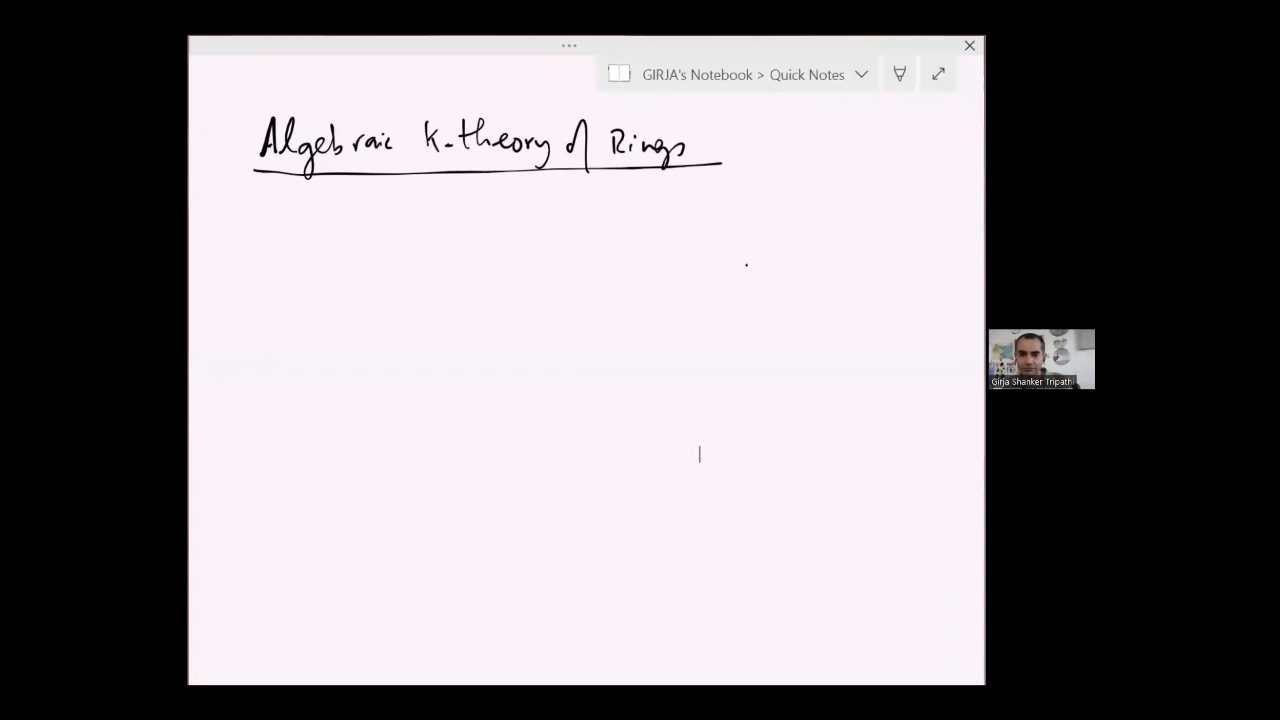 GIRJA's Notebook > Quick Notes
Algebraic K-theory of Rings
Girja Shanker Tripathi